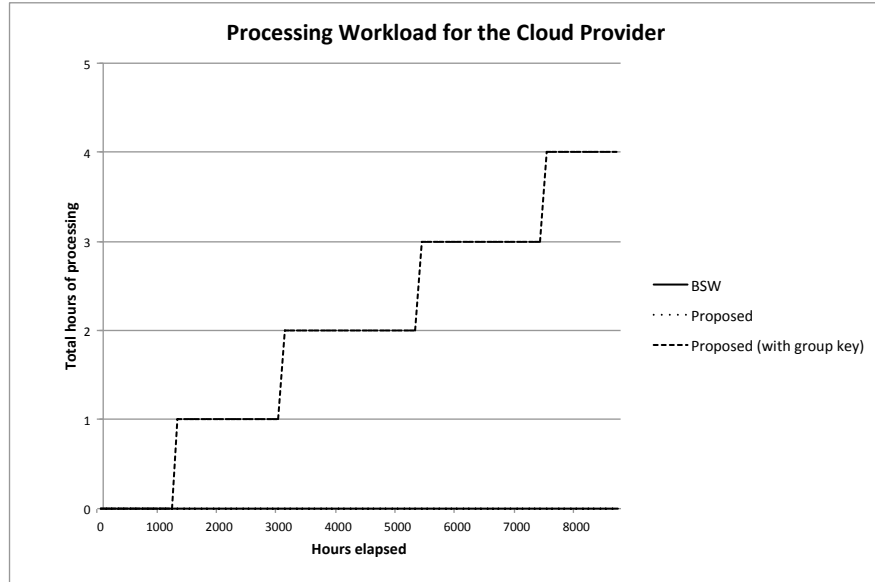 Processing Workload for the Cloud Provider
5
4
3
2
1
0
Total hours of processing
0 1000 2000 3000 4000 5000 6000 7000 8000
Hours elapsed
BSW
Proposed
Proposed (with group key)